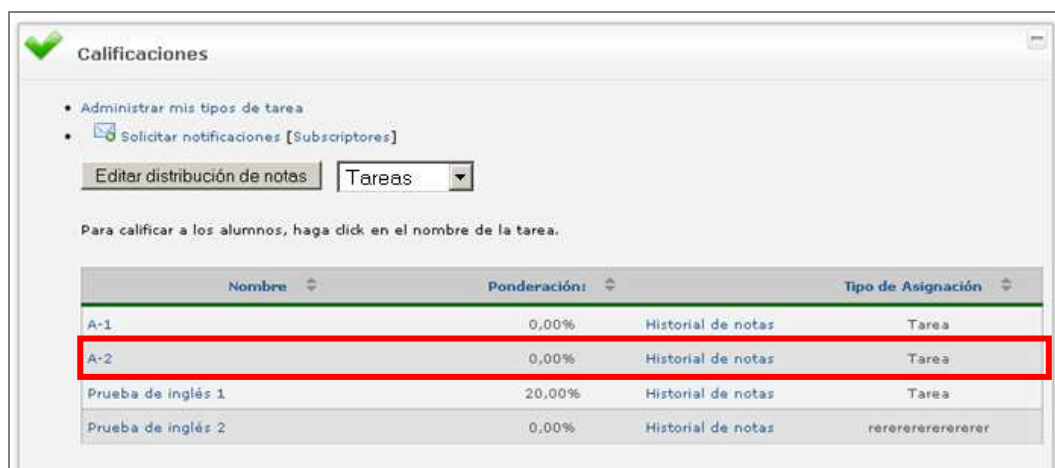 Calificaciones
Administrar mis tipos de tarea
Solicitar notificaciones [Subscriptores]
Editar distribución de notas Tareas
Para calificar a los alumnos, haga click en el nombre de la tarea.
Nombre Ponderación: Tipo de Asignación
A-1 0,00% Historial de notas Tarea
A-2 0,00% Historial de notas Tarea
Prueba de inglés 1 20,00% Historial de notas Tarea
Prueba de inglés 2 0,00% Historial de notas rerererererererer